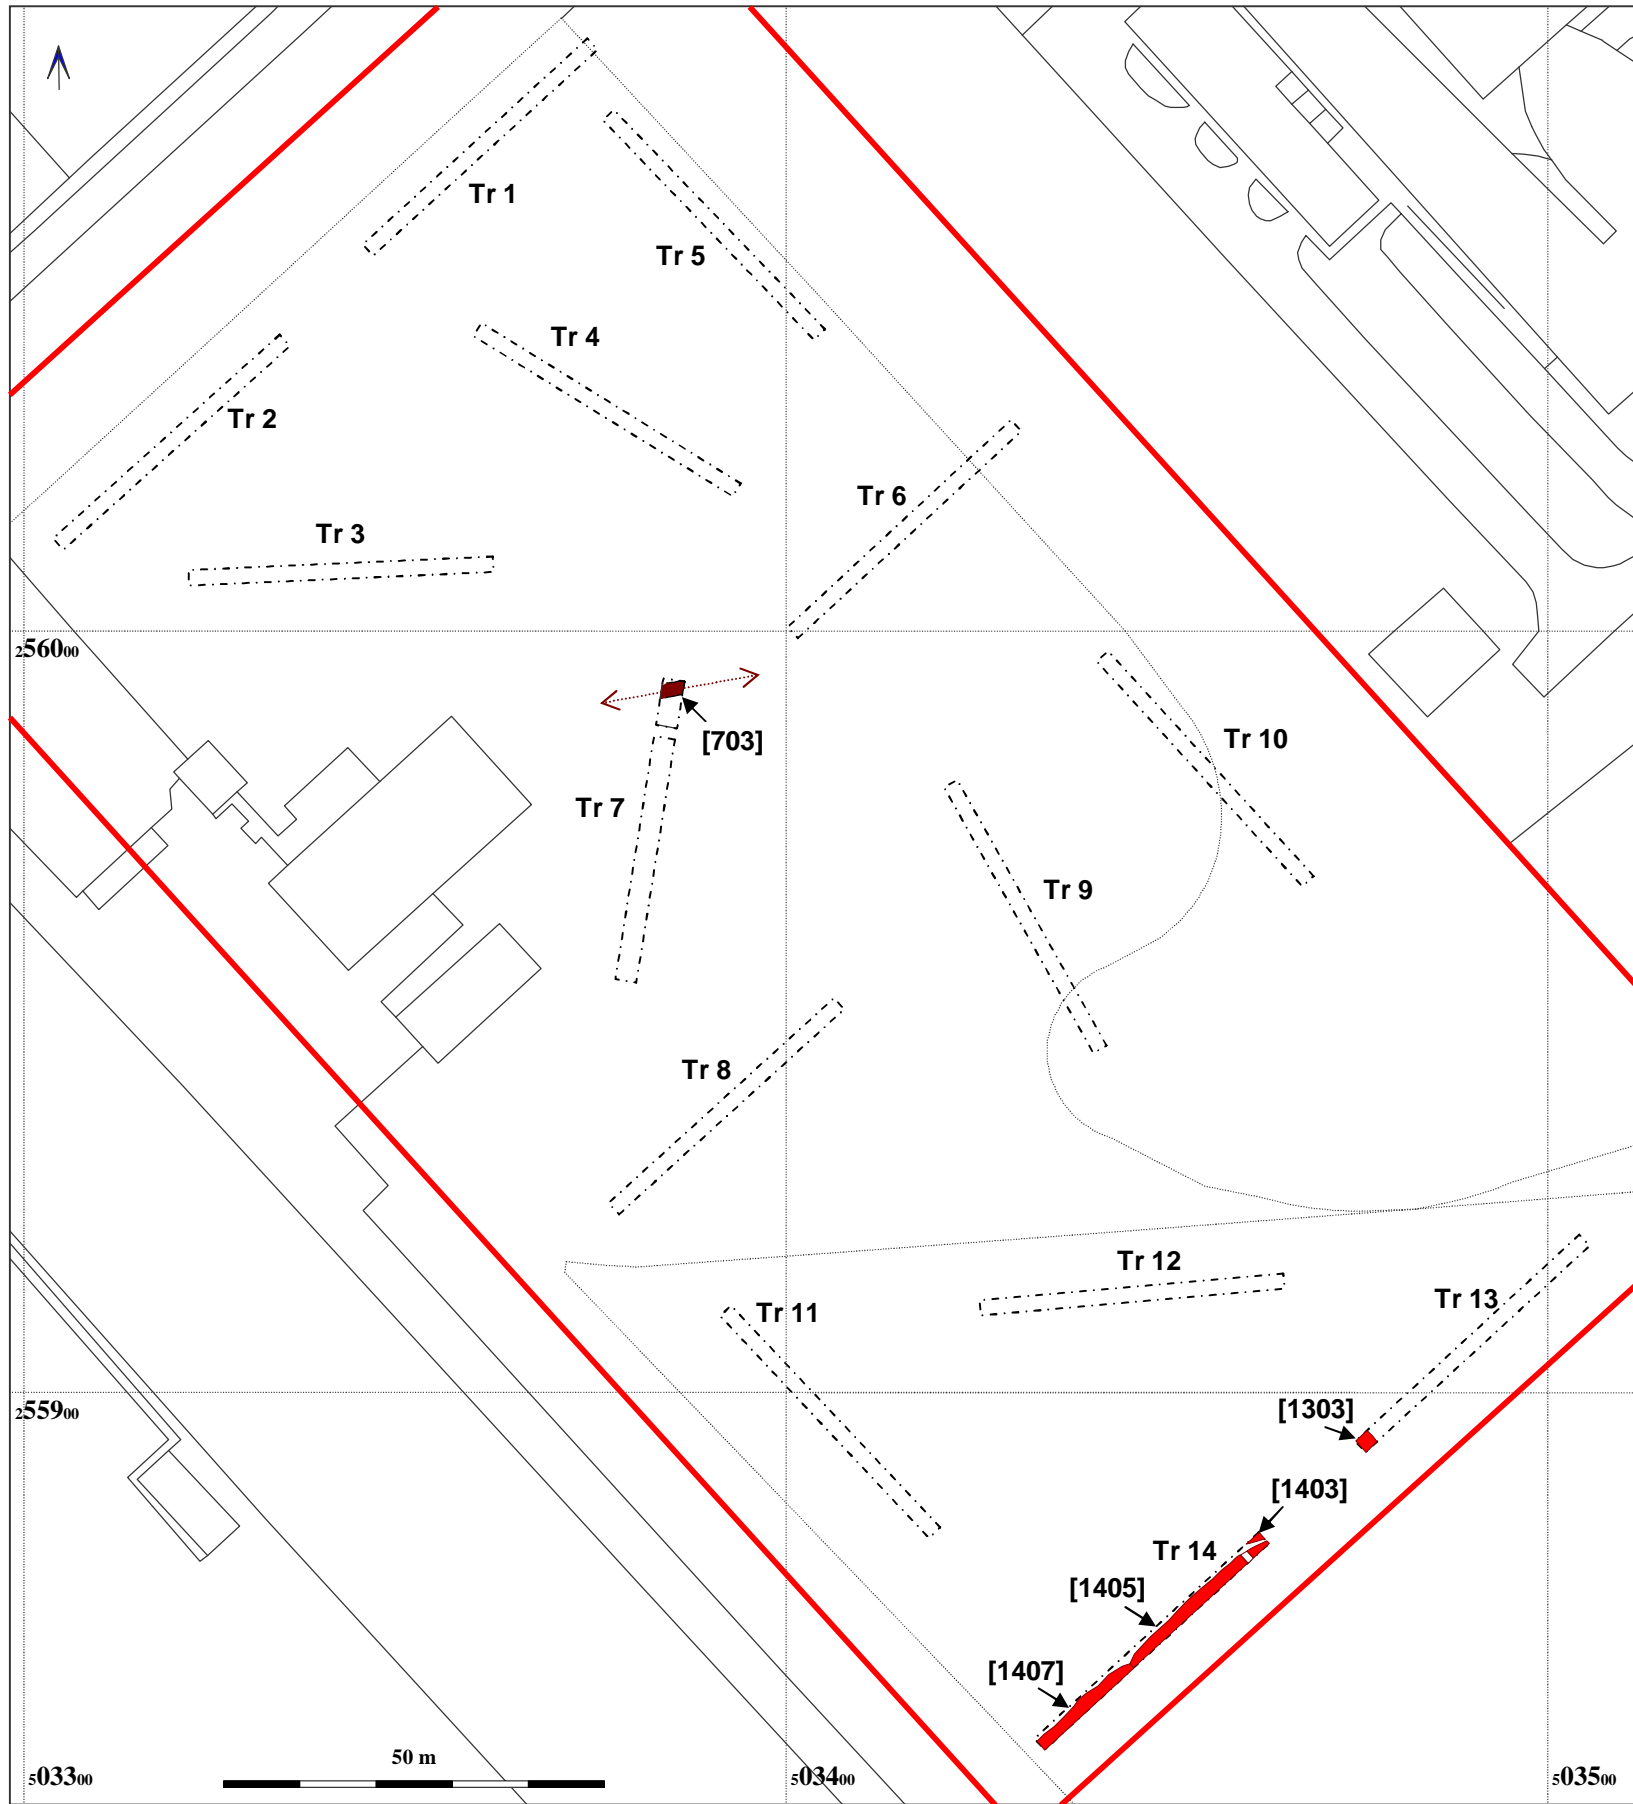 Tr 1
Tr 5
Tr 4
Tr 2
Tr 6
Tr 3
256000
[703]
Tr 10
Tr 7
Tr 9
Tr 8
Tr 12
Tr 13
Tr 11
255900
[1303]
[1403]
Tr 14
[1405]
[1407]
50 m
503300
503400
503500